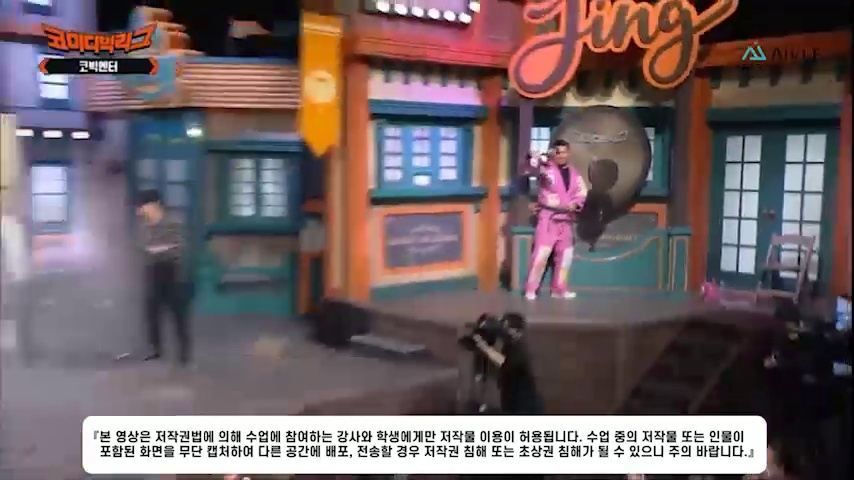 코미디빅리그
코빅엔터
Jing
AIVLE
『본 영상은 저작권법에 의해 수업에 참여하는 강사와 학생에게만 저작물 이용이 허용됩니다. 수업 중의 저작물 또는 인물이
포함된 화면을 무단 캡처하여 다른 공간에 배포, 전송할 경우 저작권 침해 또는 초상권 침해가 될 수 있으니 주의 바랍니다.』